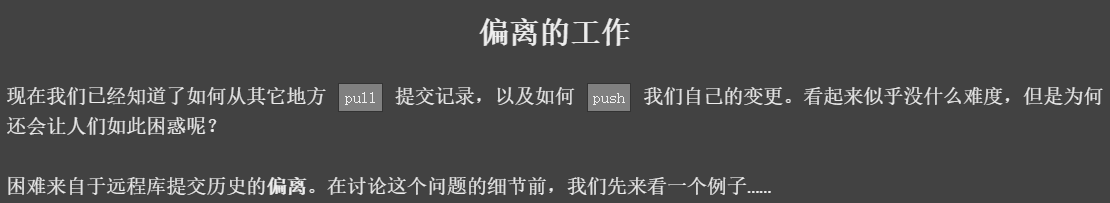 偏离的工作
现在我们已经知道了如何从其它地方 pull 提交记录，以及如何 push 我们自己的变更。看起来似乎没什么难度，但是为何
还会让人们如此困惑呢？
困难来自于远程库提交历史的偏离。在讨论这个问题的细节前，我们先来看一个例子……